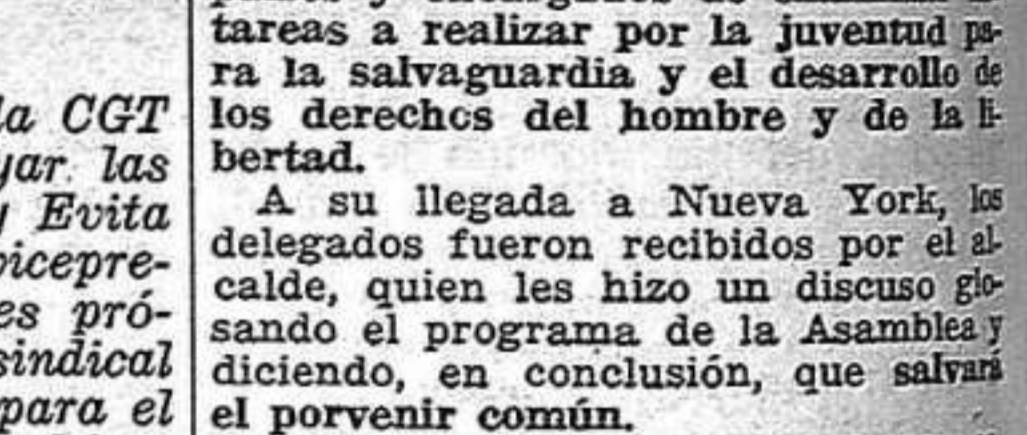 la CGT
yar las
y Evita
vicepre-
es pró-
sindical
para el
tareas a realizar por la juventud pa-
ra la salvaguardia y el desarrollo de
los derechos del hombre y de la li-
bertad.
A su llegada a Nueva York, los
delegados fueron recibidos por el al-
calde, quien les hizo un discuso glo-
sando el programa de la Asamblea y
diciendo, en conclusión, que salvará
el porvenir común.